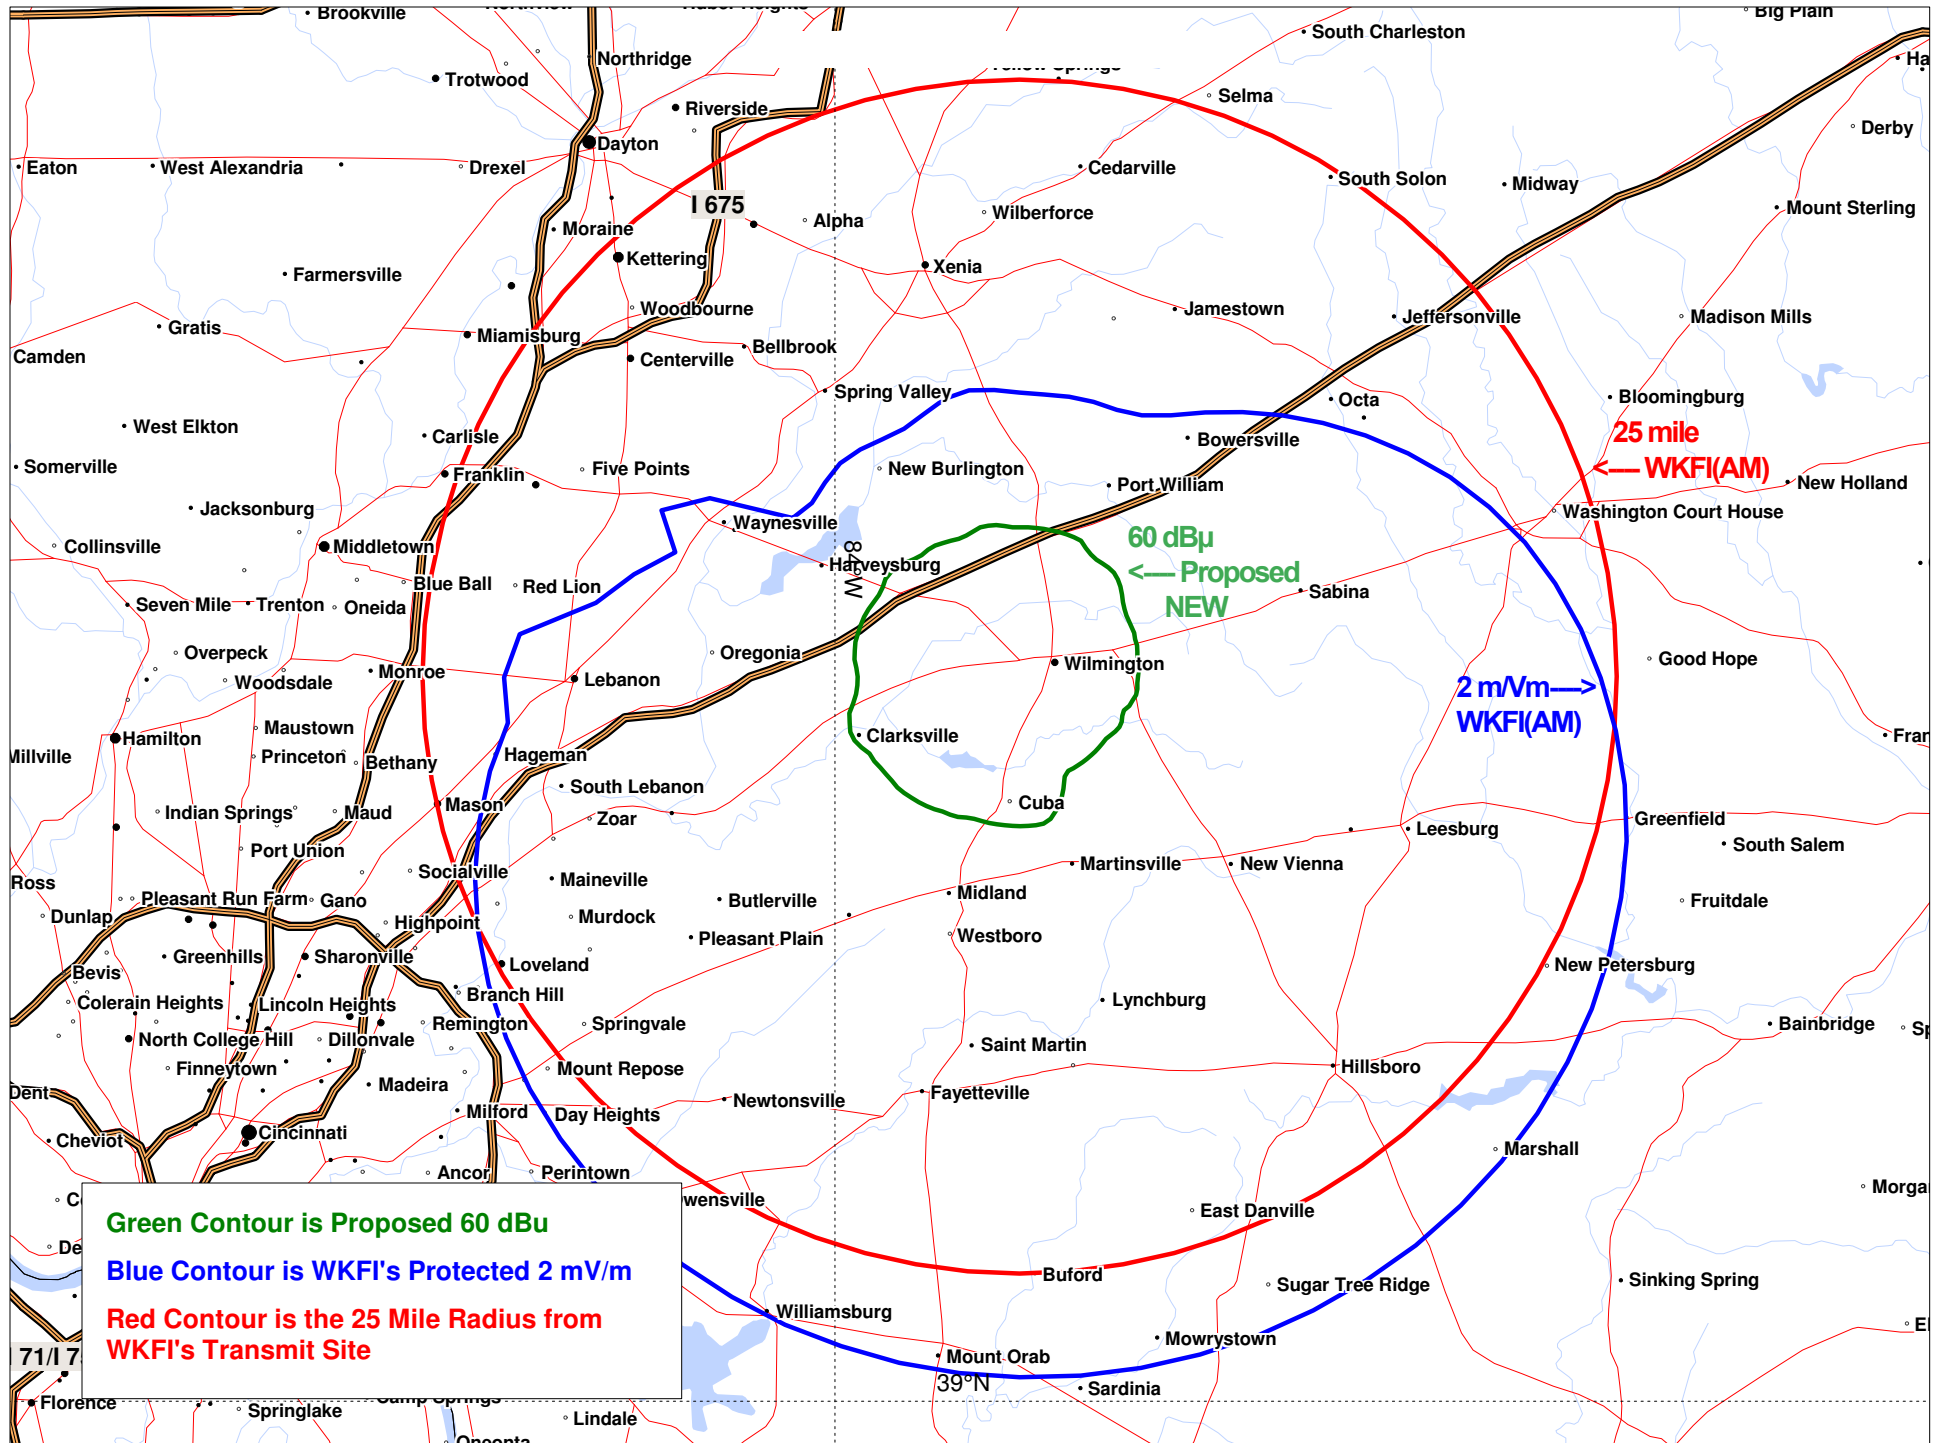 Brookville
Big Plain
South Charleston
Northridge
Trotwood
Yellow Springs
Selma
Riverside
Derby
Dayton
Eaton
West Alexandria
Drexel
Cedarville
South Solon
Midway
I 675
Mount Sterling
Alpha
Wilberforce
Moraine
Kettering
Xenia
Farmersville
Woodbourne
Jamestown
Jeffersonville
Madison Mills
Gratis
Miamisburg
Bellbrook
Camden
Centerville
Spring Valley
Octa
Bloomingburg
West Elkton
Carlisle
25 mile
Bowersville
<---- WKFI(AM)
Somerville
Franklin
Five Points
New Burlington
Port William
New Holland
Jacksonburg
Waynesville
Washington Court House
60 dBµ
Collinsville
Middletown
84°W
Harveysburg
<---- Proposed
NEW
Blue Ball
Red Lion
Sabina
Seven Mile
Trenton
Oneida
Overpeck
Oregonia
Good Hope
Monroe
Woodsdale
Lebanon
Wilmington
2 m/Vm---->
WKFI(AM)
Maustown
Hamilton
Clarksville
Millville
Princeton
Bethany
Hageman
South Lebanon
Indian Springs
Maud
Mason
Zoar
Cuba
Greenfield
Leesburg
South Salem
Port Union
Socialville
Maineville
Martinsville
New Vienna
Ross
Pleasant Run Farm
Gano
Butlerville
Midland
Fruitdale
Dunlap
Highpoint
Murdock
Pleasant Plain
Westboro
Greenhills
Sharonville
Loveland
New Petersburg
Bevis
Branch Hill
Colerain Heights
Lincoln Heights
Lynchburg
Remington
Springvale
Bainbridge
North College Hill
Dillonvale
Saint Martin
Finneytown
Mount Repose
Hillsboro
Madeira
Dent
Newtonsville
Fayetteville
Milford
Day Heights
Cheviot
Cincinnati
Marshall
Ancor
Perintown
Owensville
East Danville
Green Contour is Proposed 60 dBu
Blue Contour is WKFI's Protected 2 mV/m
Red Contour is the 25 Mile Radius from
WKFI's Transmit Site
Buford
Sugar Tree Ridge
Sinking Spring
Williamsburg
Mowrystown
Mount Orab
39°N
Sardinia
Florence
Springlake
Camp Springs
Lindale
Oneonta